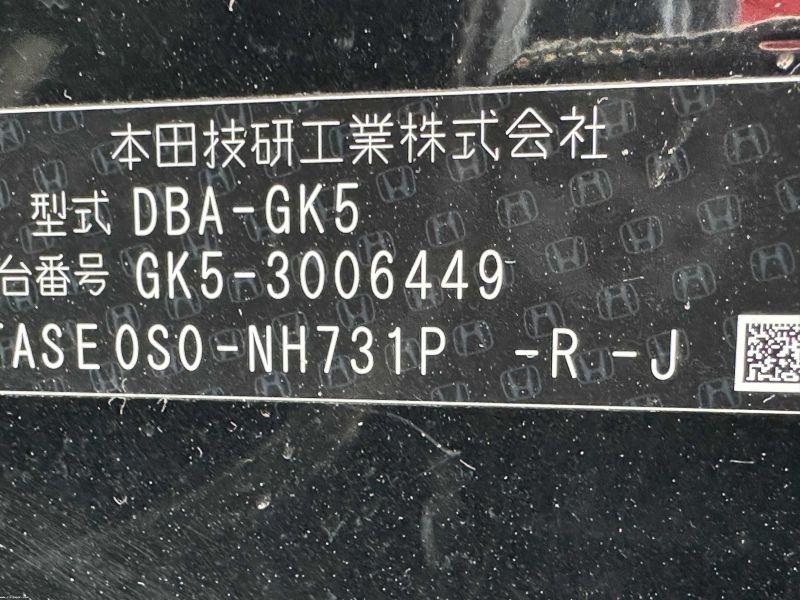 本田技研工業株式会社
型式 DBA-GK5
台番号 GK5-3006449
ASE0S0-NH731P -R -J